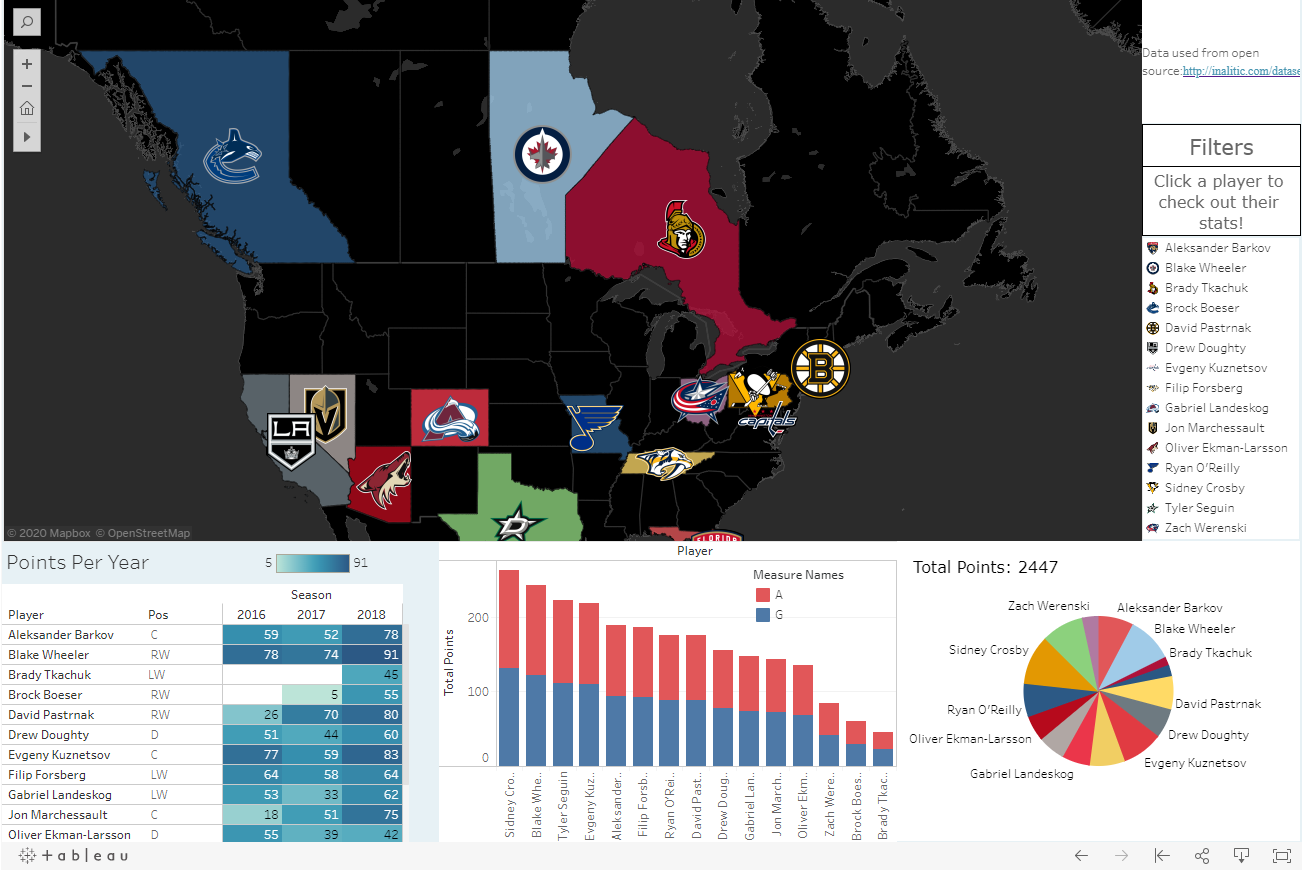 Data used from open
source:http://inalitic.com/datase
Filters
Click a player to
check out their
stats!
Aleksander Barkov
Blake Wheeler
Brady Tkachuk
Brock Boeser
David Pastrnak
Drew Doughty
Evgeny Kuznetsov
Filip Forsberg
Gabriel Landeskog
Jon Marchessault
Oliver Ekman-Larsson
Ryan O'Reilly
Sidney Crosby
Tyler Seguin
Zach Werenski
B
capitals
LA
D
FLORIDA
© 2020 Mapbox © OpenStreetMap
Points Per Year
5 91
Season
Player Pos 2016 2017 2018
Aleksander Barkov C 59 52 78
Blake Wheeler RW 78 74 91
Brady Tkachuk LW 45
Brock Boeser RW 5 55
David Pastrnak RW 26 70 80
Drew Doughty D 51 44 60
Evgeny Kuznetsov C 77 59 83
Filip Forsberg LW 64 58 64
Gabriel Landeskog LW 53 33 62
Jon Marchessault C 18 51 75
Oliver Ekman-Larsson D 55 39 42
Player
Measure Names
A
G
Total Points
200
100
0
Sidney Cro..
Blake Whe..
Tyler Seguin
Evgeny Kuz..
Aleksander..
Filip Forsb..
Ryan O'Rei..
David Past..
Drew Doug..
Gabriel Lan..
Jon March..
Oliver Ekm..
Zach Were..
Brock Boes..
Brady Tkac..
Total Points: 2447
Zach Werenski
Aleksander Barkov
Blake Wheeler
Sidney Crosby
Brady Tkachuk
Ryan O'Reilly
David Pastrnak
Oliver Ekman-Larsson
Drew Doughty
Gabriel Landeskog
Evgeny Kuznetsov
+ableau